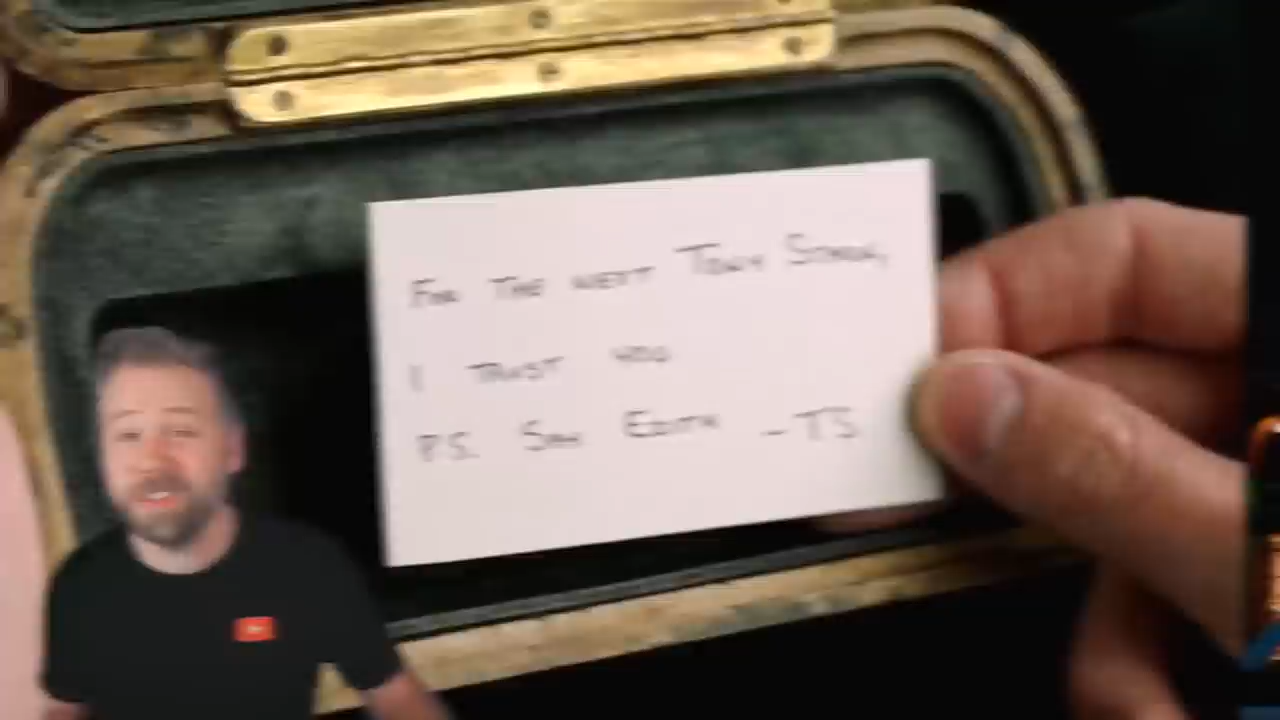 FOR THE NEXT TONY STARK,
I TRUST YOU
P.S. SAY EDITH – TS